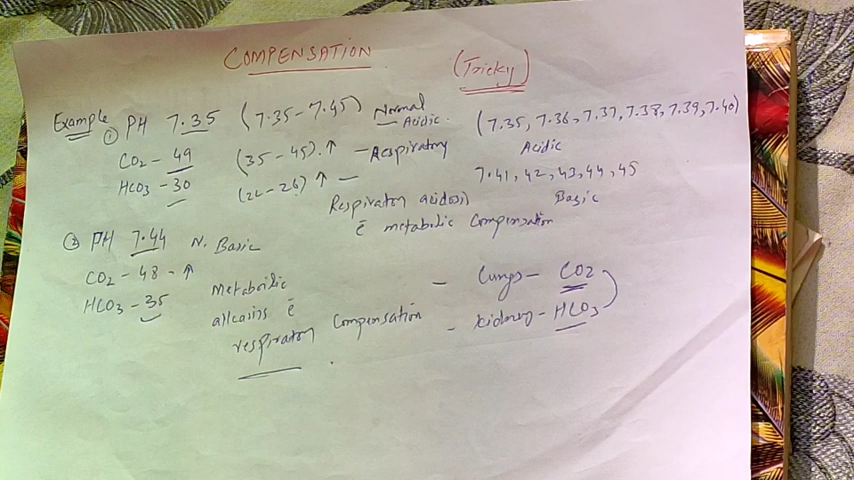 COMPENSATION (Tricky)
Example ① PH 7.35 (7.35 - 7.45) Normal Acidic. (7.35, 7.36, 7.37, 7.38, 7.39, 7.40)
Acidic
CO2 - 49 (35 - 45). ↑ - Respiratory
7.41, 42, 43, 44, 45
Basic
HCO3 - 30 (22 - 26) ↑ -
Respiratory acidosis
c̄ metabolic Compensation
② PH 7.44 N. Basic
CO2 - 48 - ↑
HCO3 - 35
Metabolic
alkalosis c̄
respiratory Compensation
- Lungs - CO2
- Kidney - HCO3